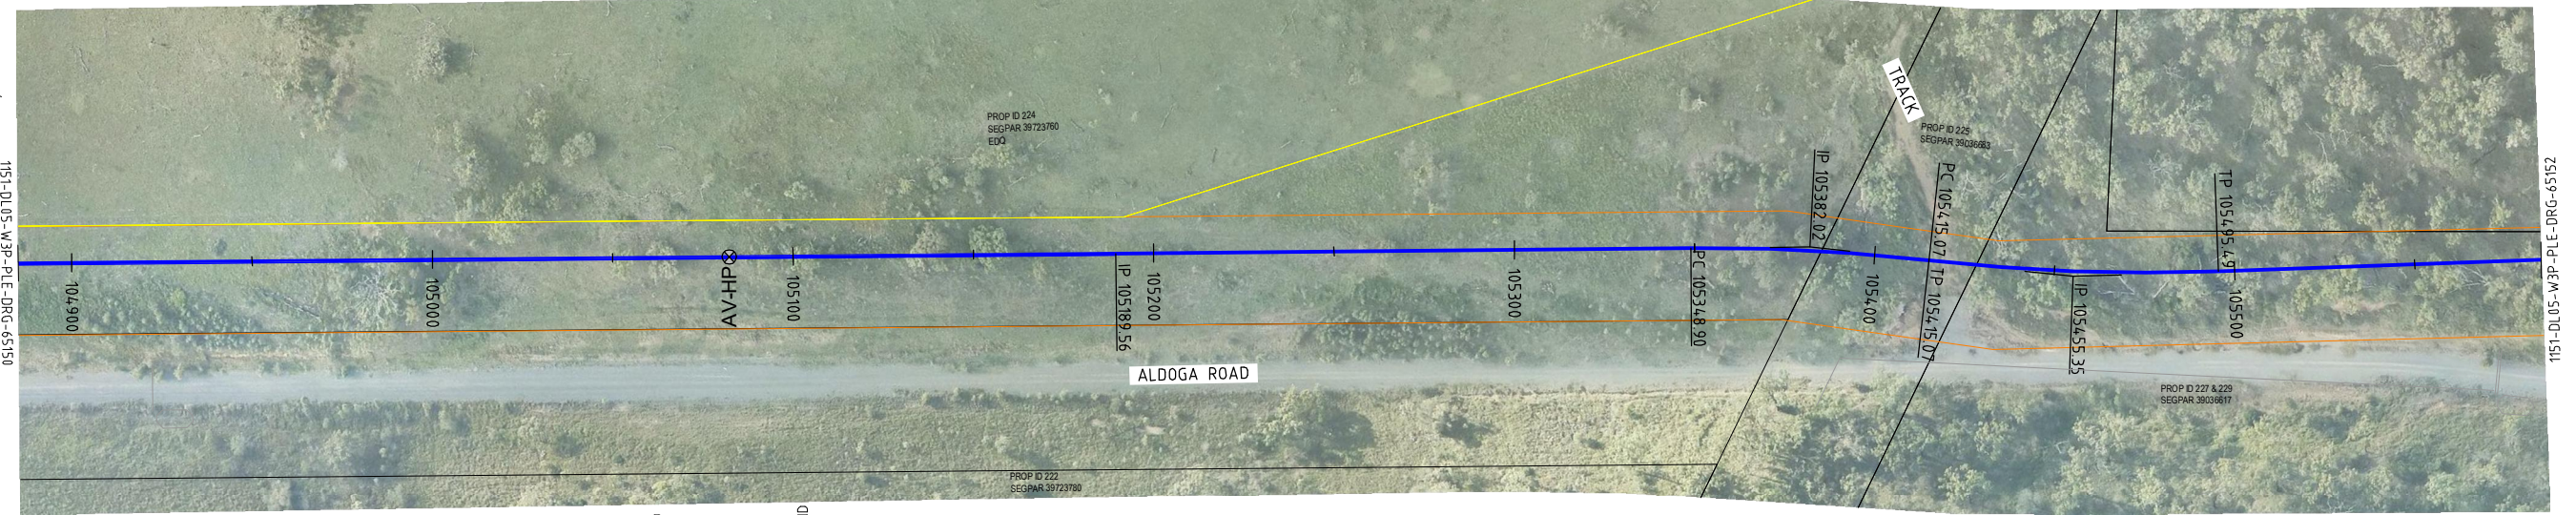 1151-DL05-W3P-PLE-DRG-65150
104900
105000
AV-HP
105100
PROP ID 224
SEGPAR 39723760
EDQ
IP 105189.56
105200
ALDOGA ROAD
PROP ID 222
SEGPAR 39723780
105300
PC 105348.90
IP 105382.02
105400
TRACK
PROP ID 225
SEGPAR 39036663
PC 105415.07 TP 105415.07
IP 105455.35
TP 105495.49
105500
PROP ID 227 & 229
SEGPAR 39036617
1151-DL05-W3P-PLE-DRG-65152